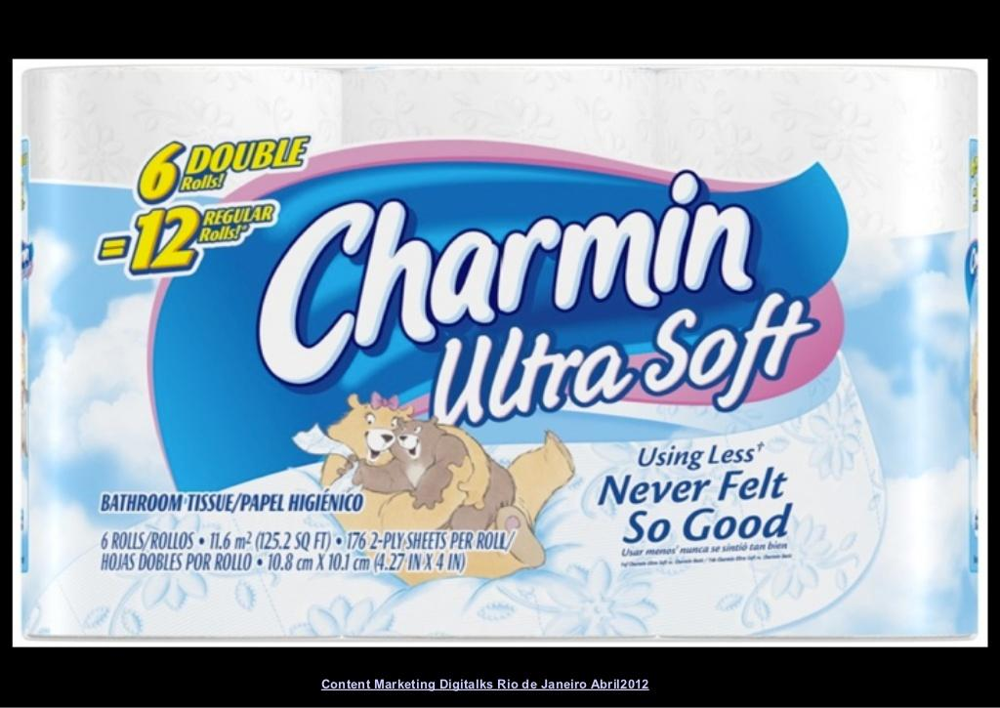 6 DOUBLE
Rolls!
= 12 REGULAR
Rolls!*
Charmin
Ultra Soft
Using Less†
Never Felt
So Good
Usar menos† nunca se sintió tan bien
BATHROOM TISSUE/PAPEL HIGIÉNICO
6 ROLLS/ROLLOS • 11.6 m² (125.2 SQ FT) • 176 2-PLY SHEETS PER ROLL/
HOJAS DOBLES POR ROLLO • 10.8 cm X 10.1 cm (4.27 IN X 4 IN)
Content Marketing Digitalks Rio de Janeiro Abril2012